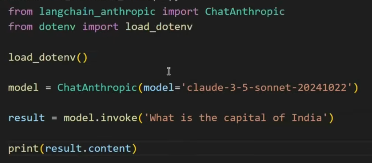 from langchain_anthropic import ChatAnthropic
from dotenv import load_dotenv
load_dotenv()
model = ChatAnthropic(model='claude-3-5-sonnet-20241022')
result = model.invoke('What is the capital of India')
print(result.content)